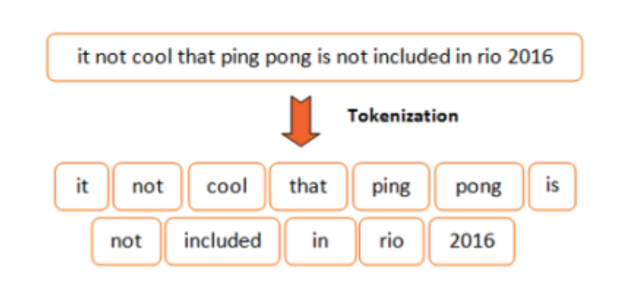 it not cool that ping pong is not included in rio 2016
Tokenization
it not cool that ping pong is
not included in rio 2016